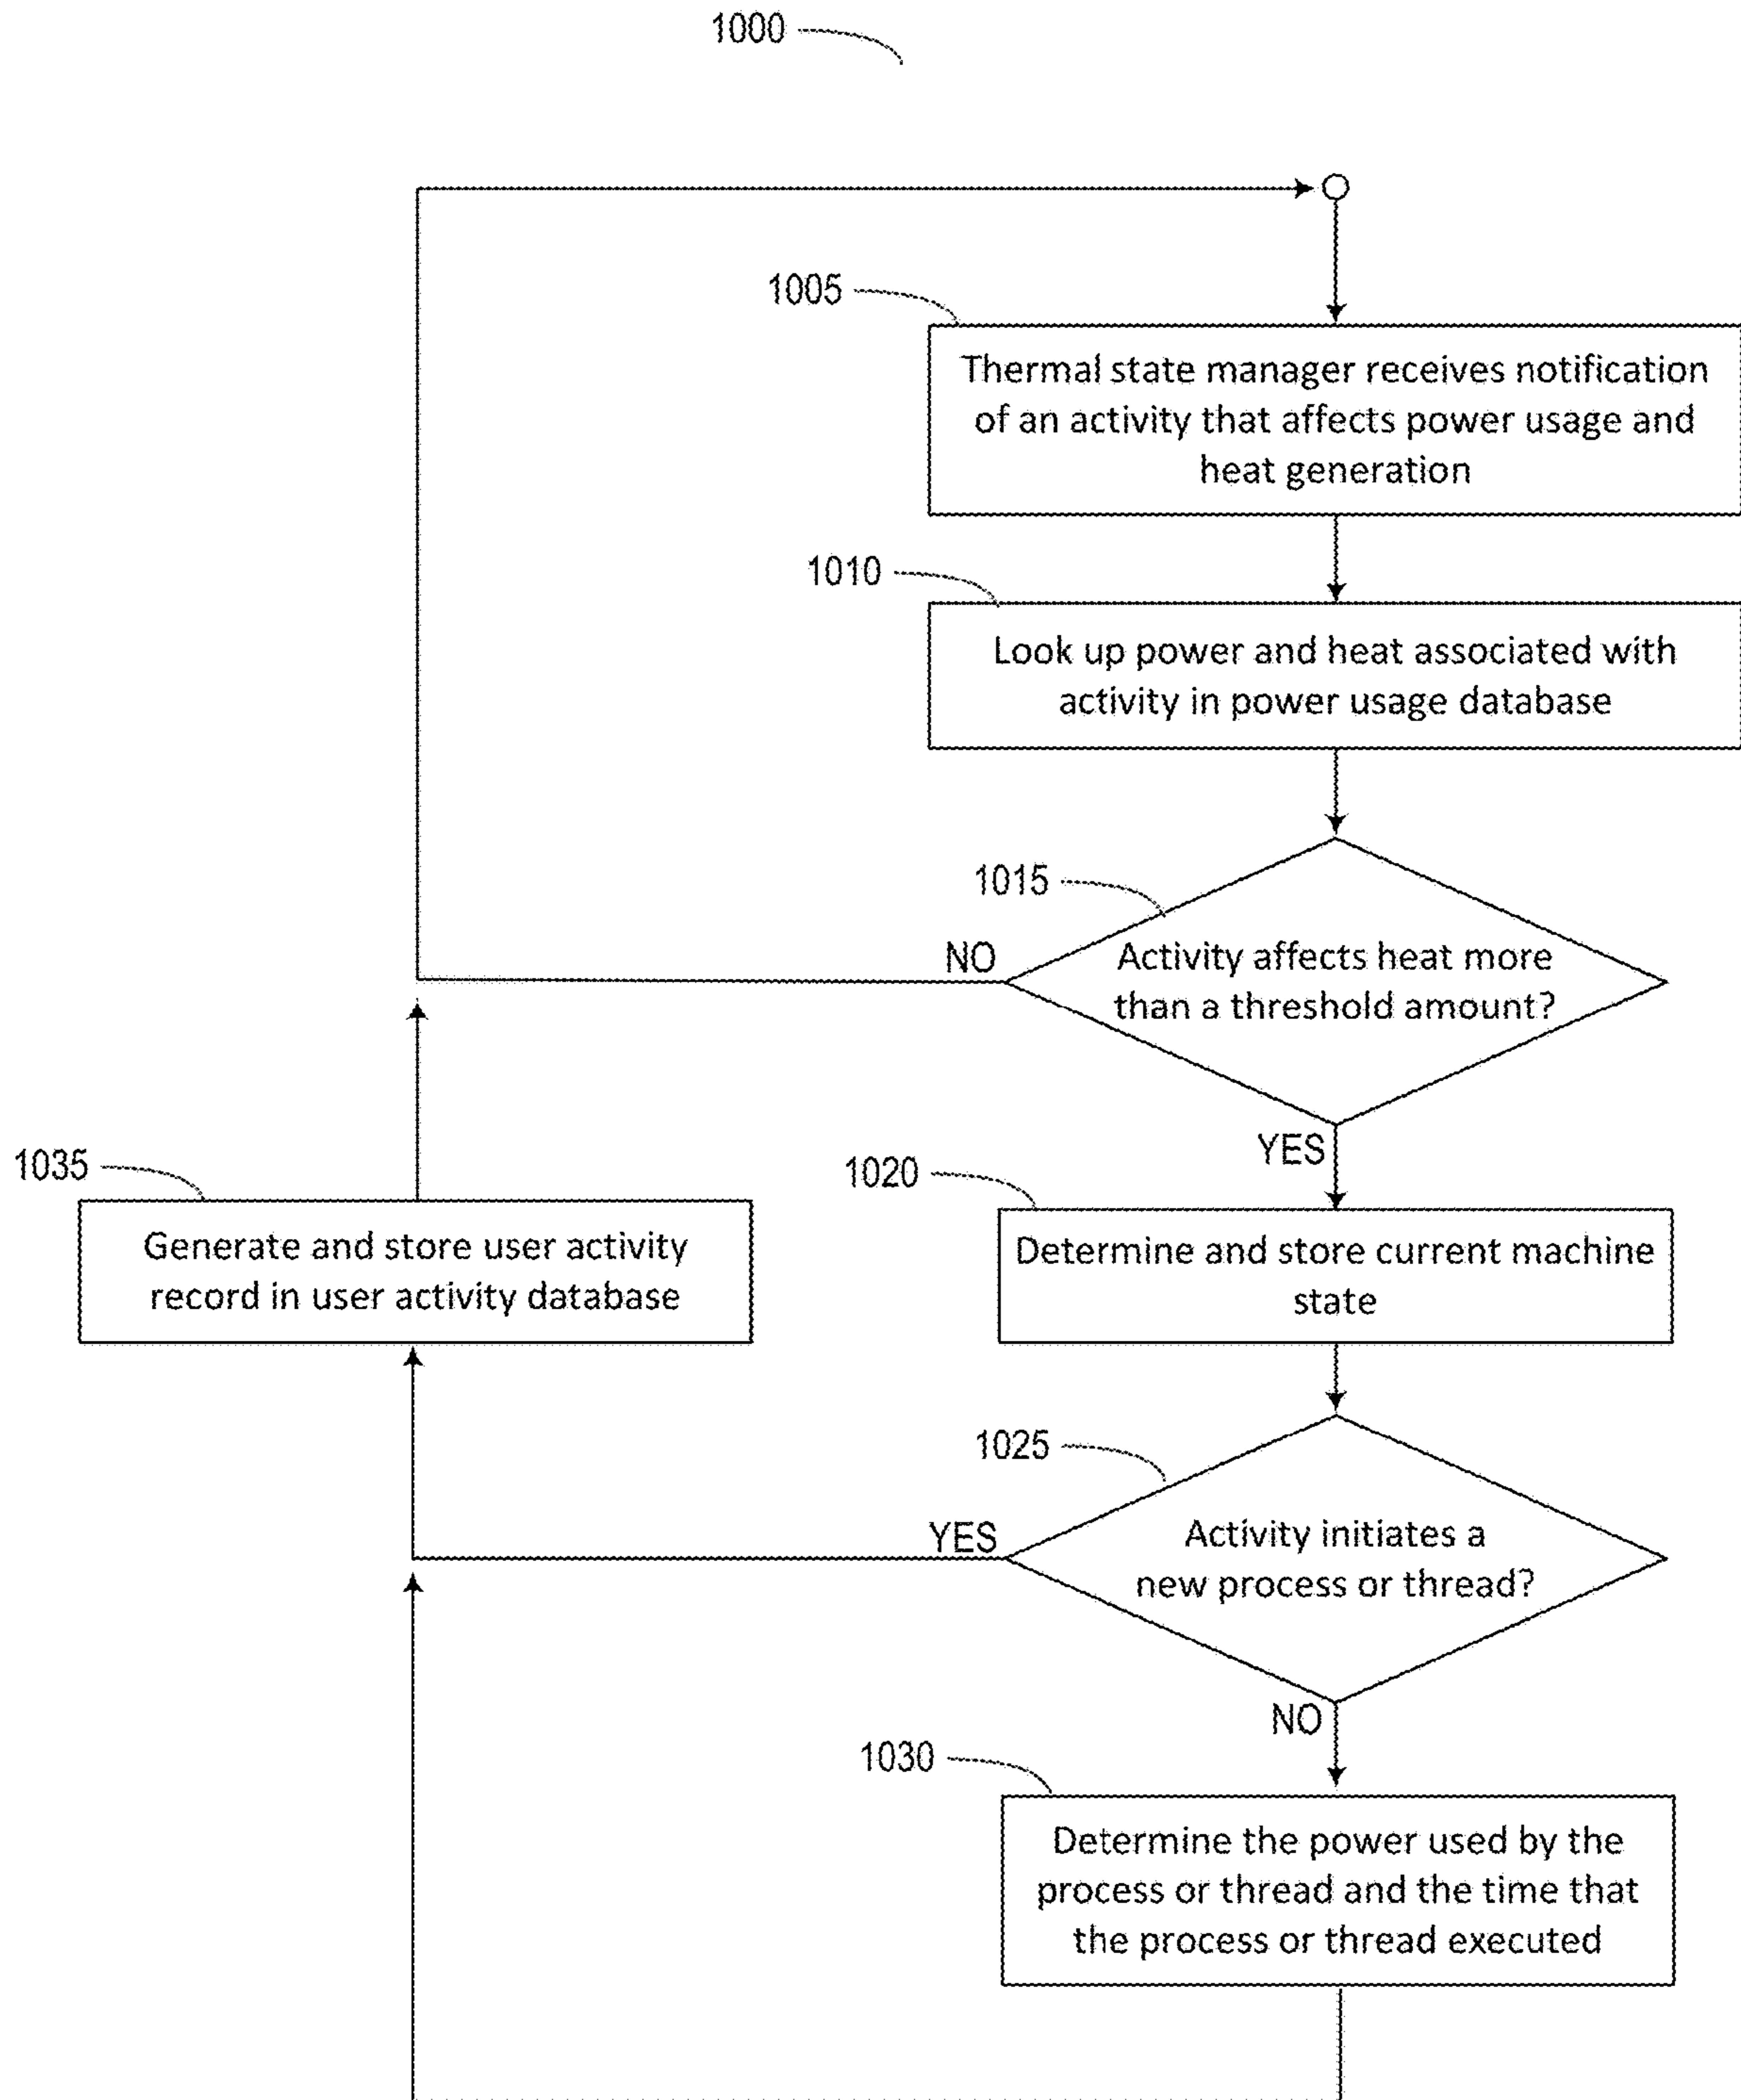 1000
1005
Thermal state manager receives notification
of an activity that affects power usage and
heat generation
1010
Look up power and heat associated with
activity in power usage database
1015
NO
Activity affects heat more
than a threshold amount?
YES
1035
1020
Generate and store user activity
record in user activity database
Determine and store current machine
state
1025
YES
Activity initiates a
new process or thread?
NO
1030
Determine the power used by the
process or thread and the time that
the process or thread executed